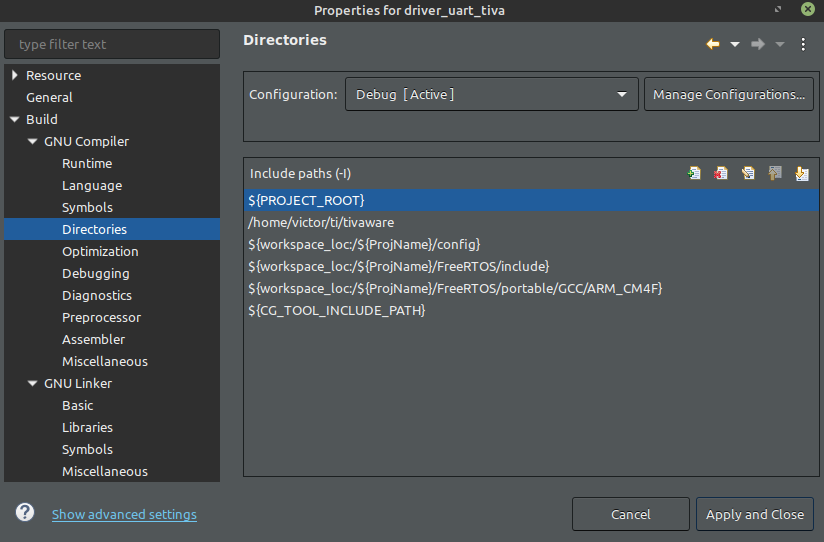 Properties for driver_uart_tiva
type filter text
Resource
General
Build
GNU Compiler
Runtime
Language
Symbols
Directories
Optimization
Debugging
Diagnostics
Preprocessor
Assembler
Miscellaneous
GNU Linker
Basic
Libraries
Symbols
Miscellaneous
Directories
Configuration: Debug [ Active ] Manage Configurations...
Include paths (-I)
${PROJECT_ROOT}
/home/victor/ti/tivaware
${workspace_loc:/${ProjName}/config}
${workspace_loc:/${ProjName}/FreeRTOS/include}
${workspace_loc:/${ProjName}/FreeRTOS/portable/GCC/ARM_CM4F}
${CG_TOOL_INCLUDE_PATH}
? Show advanced settings
Cancel Apply and Close